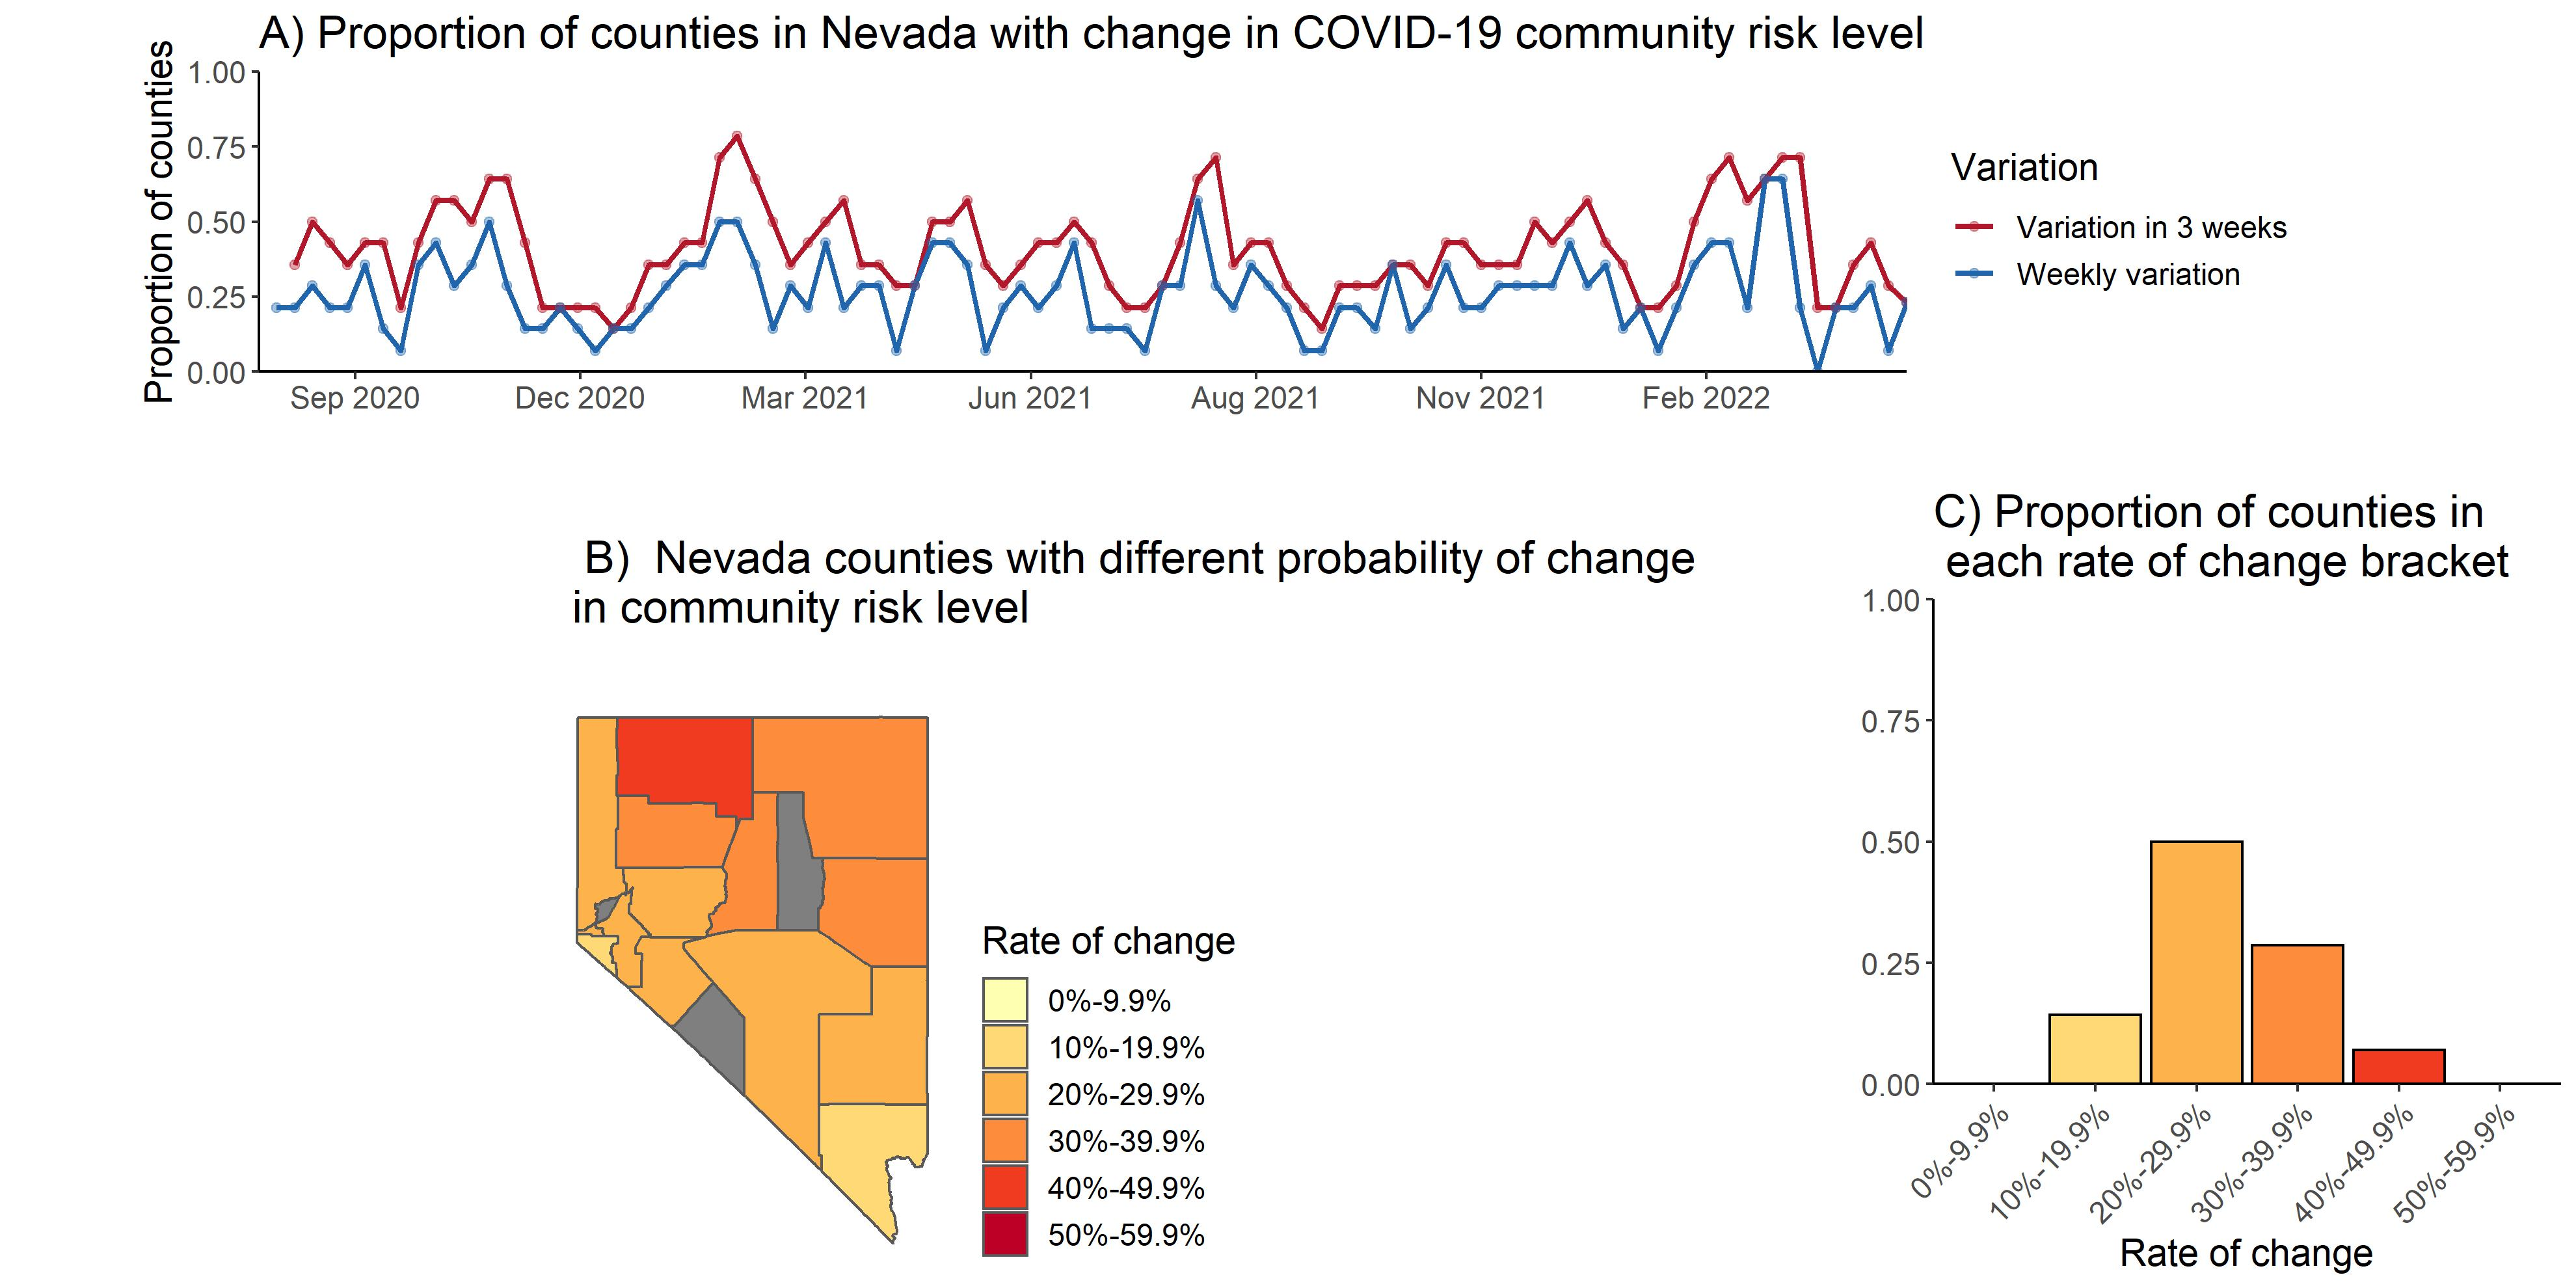 A) Proportion of counties in Nevada with change in COVID-19 community risk level
Proportion of counties
1.00
0.75
0.50
0.25
0.00
Sep 2020
Dec 2020
Mar 2021
Jun 2021
Aug 2021
Nov 2021
Feb 2022
Variation
Variation in 3 weeks
Weekly variation
B) Nevada counties with different probability of change
in community risk level
Rate of change
0%-9.9%
10%-19.9%
20%-29.9%
30%-39.9%
40%-49.9%
50%-59.9%
C) Proportion of counties in
each rate of change bracket
1.00
0.75
0.50
0.25
0.00
0%-9.9%
10%-19.9%
20%-29.9%
30%-39.9%
40%-49.9%
50%-59.9%
Rate of change